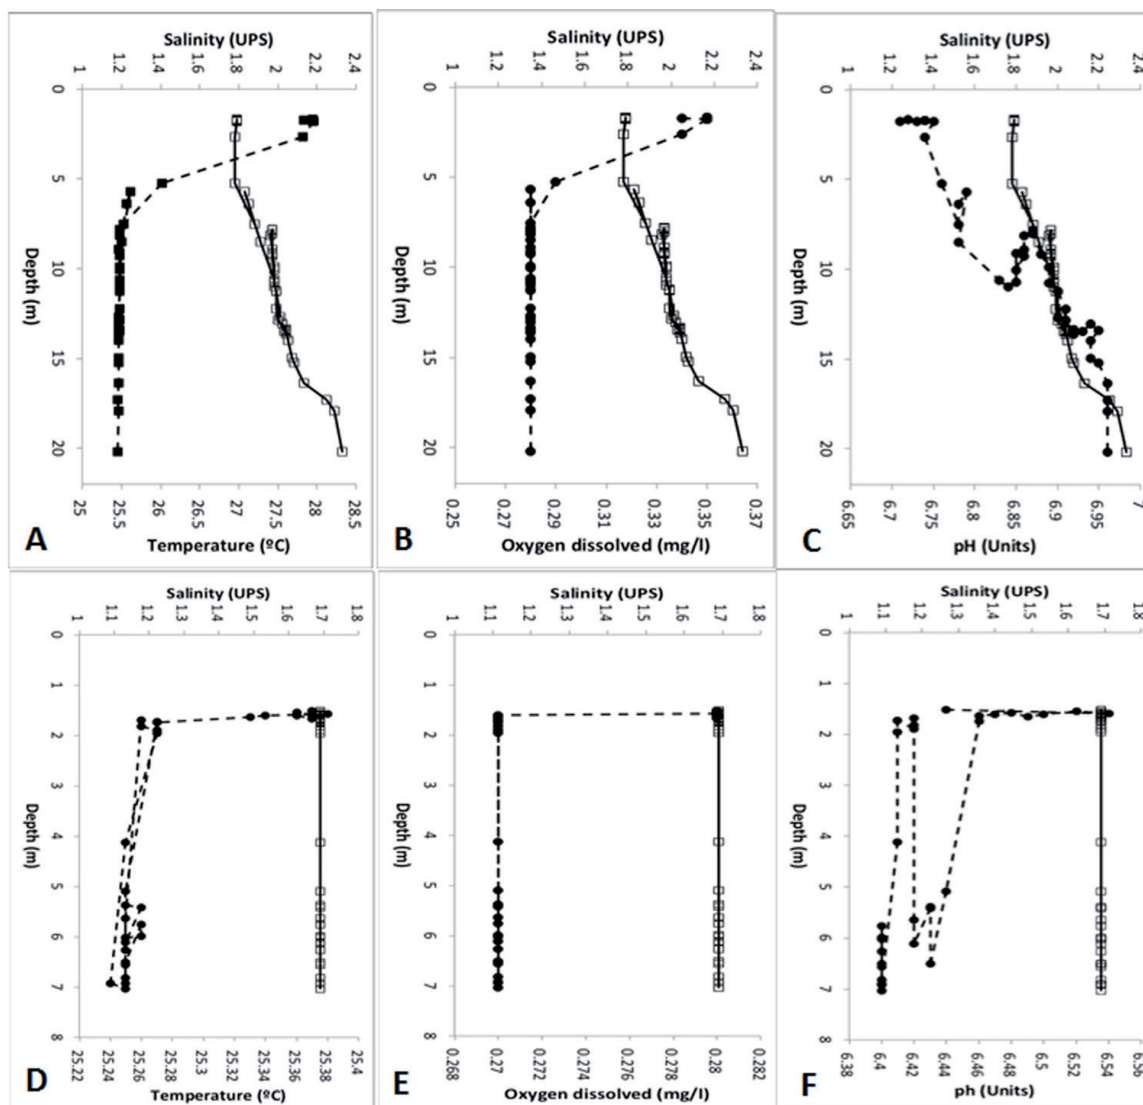 Salinity (UPS)
1 1.2 1.4 1.6 1.8 2 2.2 2.4
0
5
10
15
20
Depth (m)
25 25.5 26 26.5 27 27.5 28 28.5
A
Temperature (ºC)
Salinity (UPS)
1 1.2 1.4 1.6 1.8 2 2.2 2.4
0
5
10
15
20
Depth (m)
0.25 0.27 0.29 0.31 0.33 0.35 0.37
B
Oxygen dissolved (mg/l)
Salinity (UPS)
1 1.2 1.4 1.6 1.8 2 2.2 2.4
0
5
10
15
20
Depth (m)
6.65 6.7 6.75 6.8 6.85 6.9 6.95 7
C
pH (Units)
Salinity (UPS)
1 1.1 1.2 1.3 1.4 1.5 1.6 1.7 1.8
0
1
2
3
4
5
6
7
8
Depth (m)
25.22 25.24 25.26 25.28 25.3 25.32 25.34 25.36 25.38 25.4
D
Temperature (ºC)
Salinity (UPS)
1 1.1 1.2 1.3 1.4 1.5 1.6 1.7 1.8
0
1
2
3
4
5
6
7
8
Depth (m)
0.268 0.27 0.272 0.274 0.276 0.278 0.28 0.282
E
Oxygen dissolved (mg/l)
Salinity (UPS)
1 1.1 1.2 1.3 1.4 1.5 1.6 1.7 1.8
0
1
2
3
4
5
6
7
8
Depth (m)
6.38 6.4 6.42 6.44 6.46 6.48 6.5 6.52 6.54 6.56
F
ph (Units)